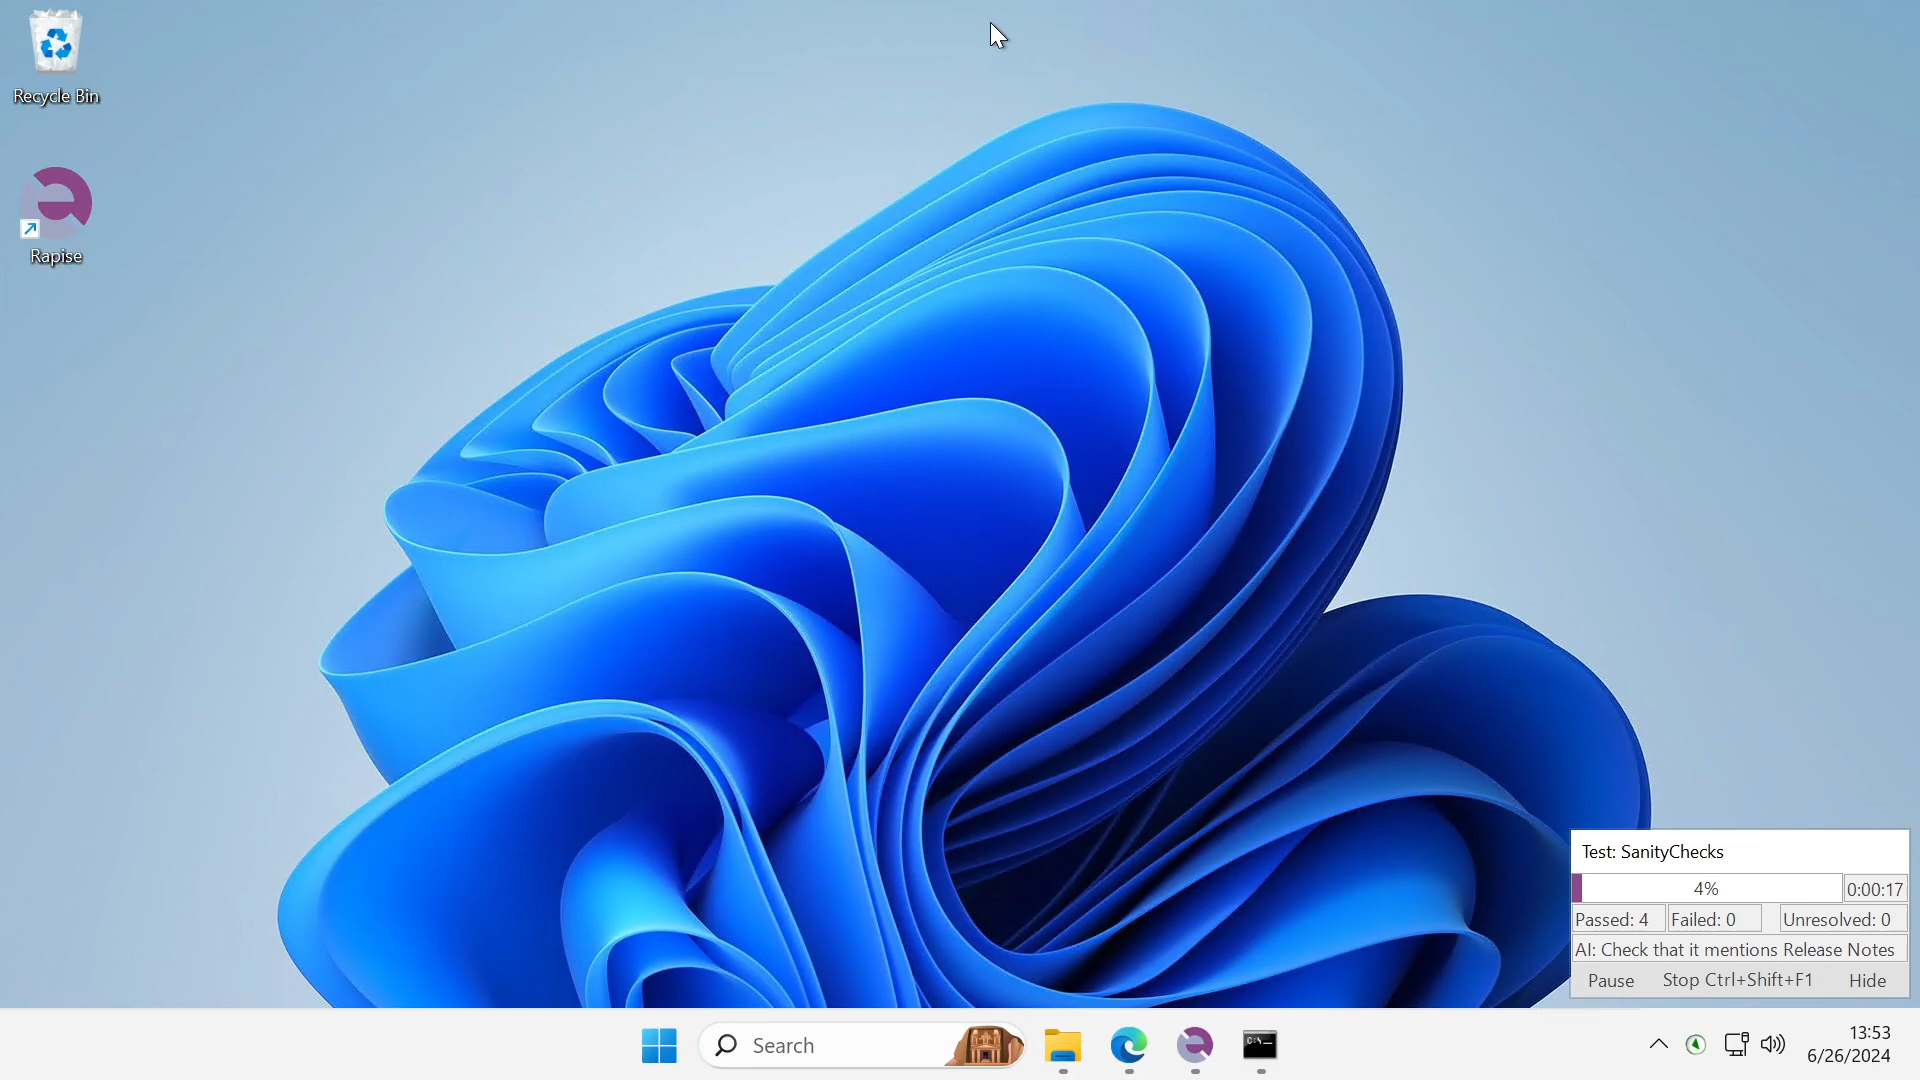 Recycle Bin
Rapise
Test: SanityChecks
4%
0:00:17
Passed: 4
Failed: 0
Unresolved: 0
AI: Check that it mentions Release Notes
Pause
Stop Ctrl+Shift+F1
Hide
Search
13:53
6/26/2024